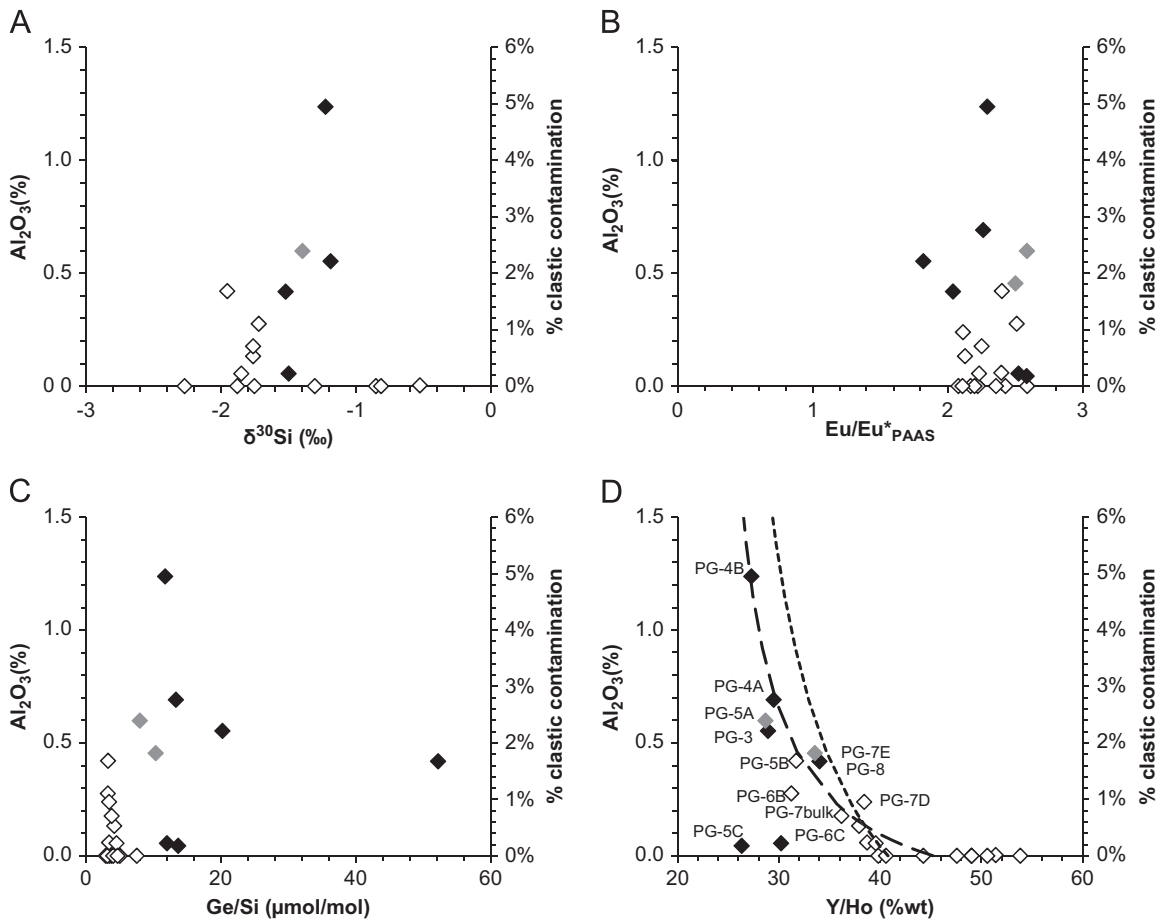 A
1.5
1.0
0.5
0 0
Al₂O₃(%)
6%
5%
4%
3%
2%
1%
0%
% clastic contamination
-3 -2 -1 0
δ³⁰Si (‰)
B
1.5
1.0
0.5
0.0
Al₂O₃(%)
6%
5%
4%
3%
2%
1%
0%
% clastic contamination
0 1 2 3
Eu/Eu*PAAS
C
1.5
1.0
0.5
0.0
Al₂O₃(%)
6%
5%
4%
3%
2%
1%
0%
% clastic contamination
0 20 40 60
Ge/Si (µmol/mol)
D
1.5
1.0
0.5
0.0
Al₂O₃(%)
6%
5%
4%
3%
2%
1%
0%
% clastic contamination
PG-4B
PG-4A
PG-5A
PG-3
PG-7E
PG-8
PG-5B
PG-6B
PG-7D
PG-7bulk
PG-5C
PG-6C
20 30 40 50 60
Y/Ho (%wt)